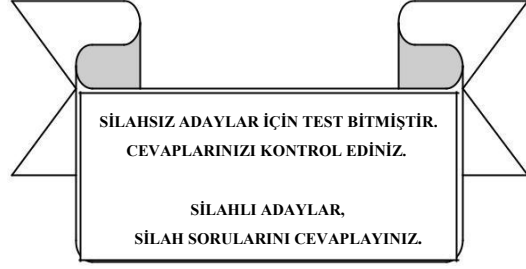 SİLAHSIZ ADAYLAR İÇİN TEST BİTMİŞTİR.
CEVAPLARINIZI KONTROL EDİNİZ.
SİLAHLI ADAYLAR,
SİLAH SORULARINI CEVAPLAYINIZ.